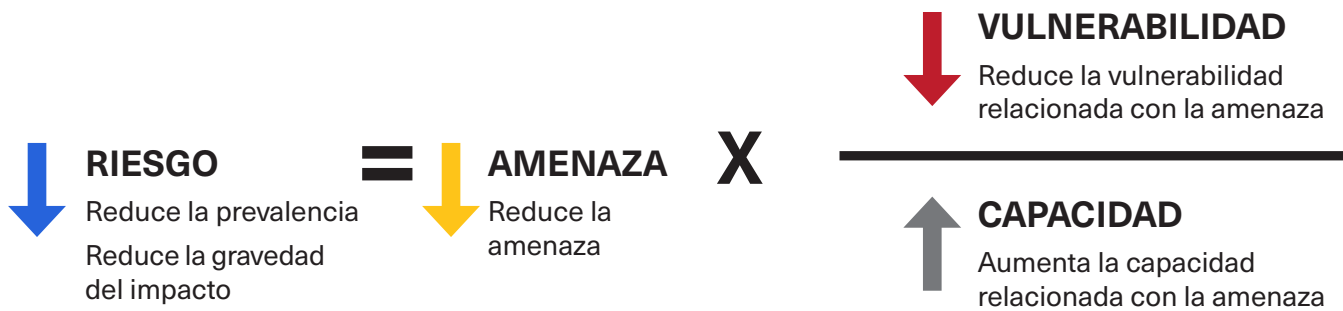 RIESGO
Reduce la prevalencia
Reduce la gravedad
del impacto
=
AMENAZA
Reduce la
amenaza
X
VULNERABILIDAD
Reduce la vulnerabilidad
relacionada con la amenaza
CAPACIDAD
Aumenta la capacidad
relacionada con la amenaza